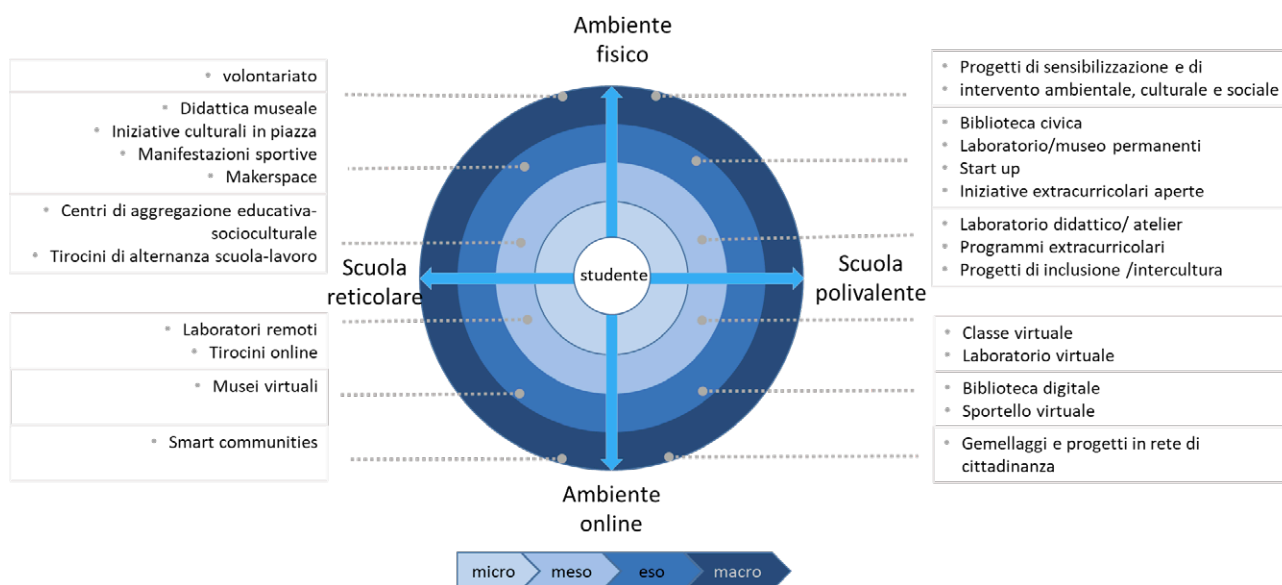 Ambiente
fisico
• volontariato
• Didattica museale
• Iniziative culturali in piazza
• Manifestazioni sportive
• Makerspace
• Centri di aggregazione educativa-
socioculturale
• Tirocini di alternanza scuola-lavoro
Scuola
reticolare
• Laboratori remoti
• Tirocini online
• Musei virtuali
• Smart communities
studente
• Progetti di sensibilizzazione e di
• intervento ambientale, culturale e sociale
• Biblioteca civica
• Laboratorio/museo permanenti
• Start up
• Iniziative extracurricolari aperte
• Laboratorio didattico/ atelier
• Programmi extracurricolari
• Progetti di inclusione /intercultura
Scuola
polivalente
• Classe virtuale
• Laboratorio virtuale
• Biblioteca digitale
• Sportello virtuale
• Gemellaggi e progetti in rete di
cittadinanza
Ambiente
online
micro meso eso macro